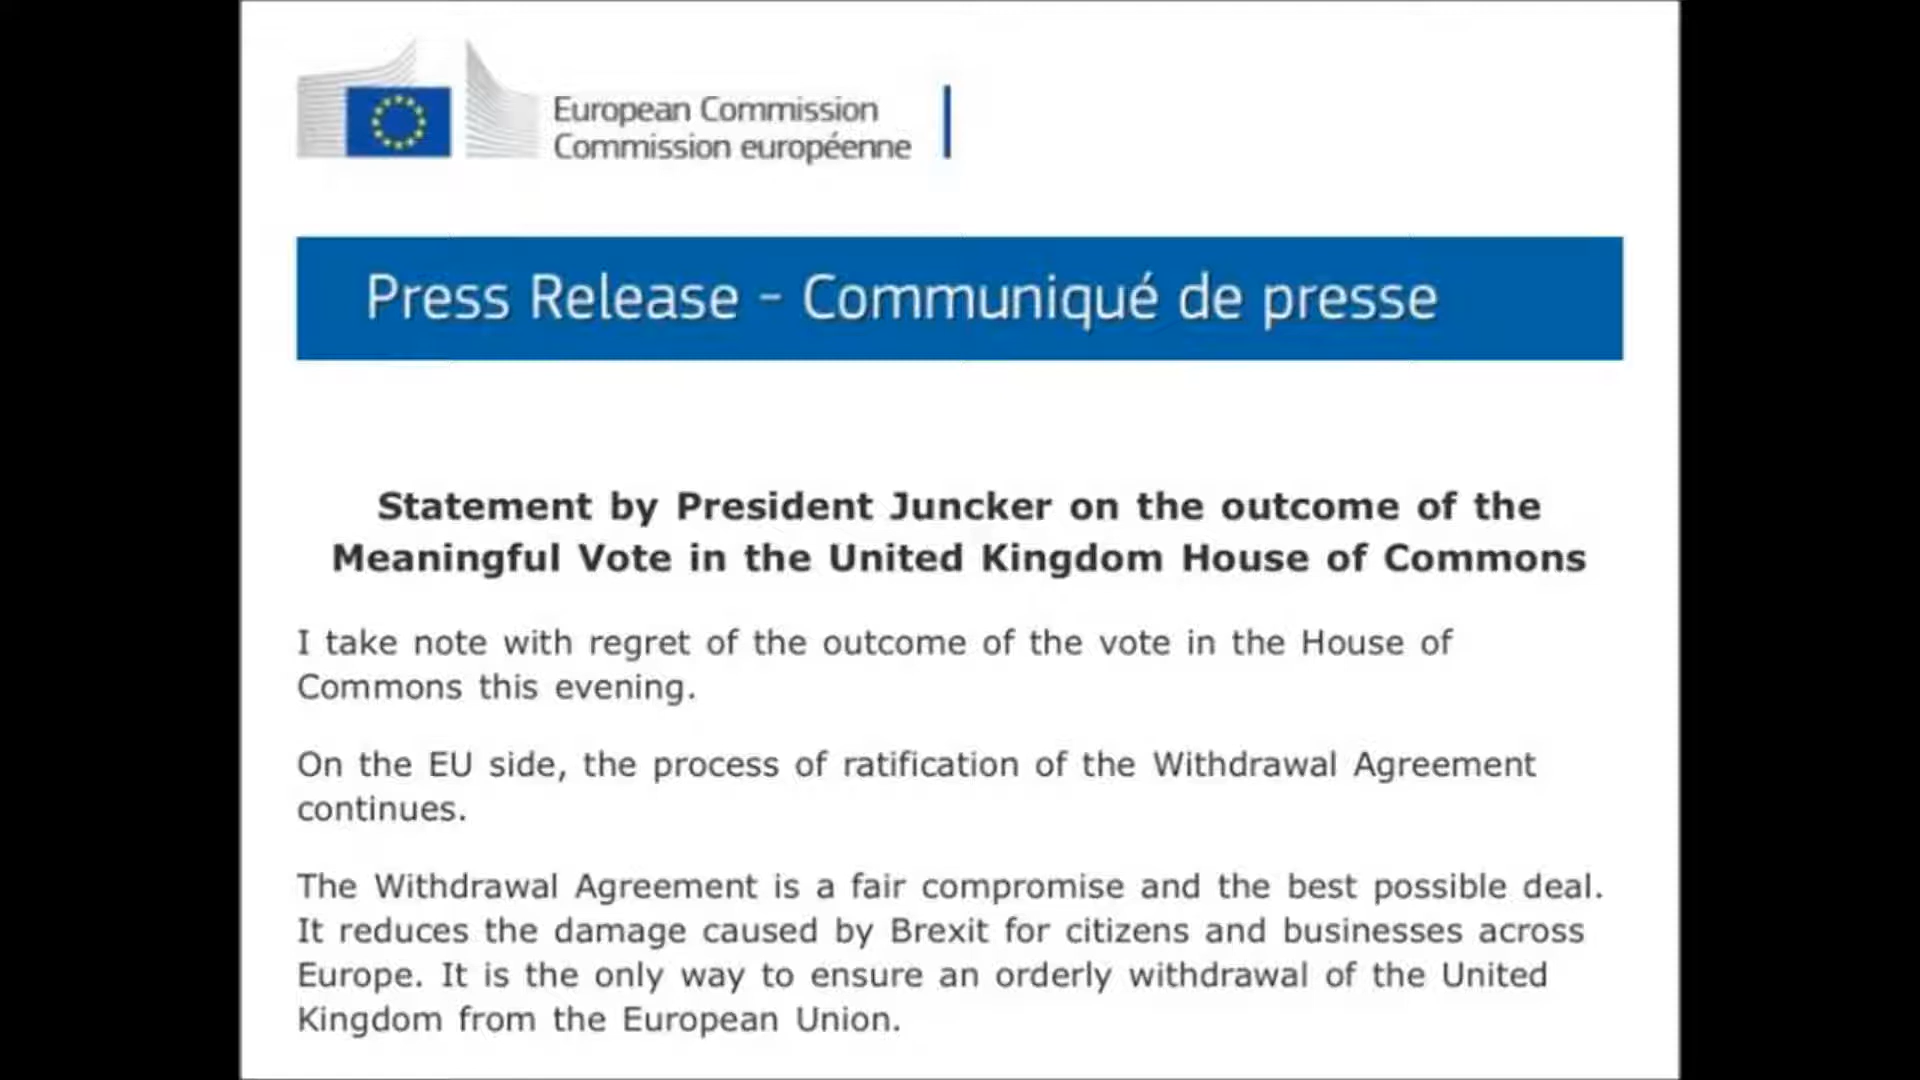 European Commission
Commission européenne
Press Release - Communiqué de presse
Statement by President Juncker on the outcome of the
Meaningful Vote in the United Kingdom House of Commons
I take note with regret of the outcome of the vote in the House of
Commons this evening.
On the EU side, the process of ratification of the Withdrawal Agreement
continues.
The Withdrawal Agreement is a fair compromise and the best possible deal.
It reduces the damage caused by Brexit for citizens and businesses across
Europe. It is the only way to ensure an orderly withdrawal of the United
Kingdom from the European Union.